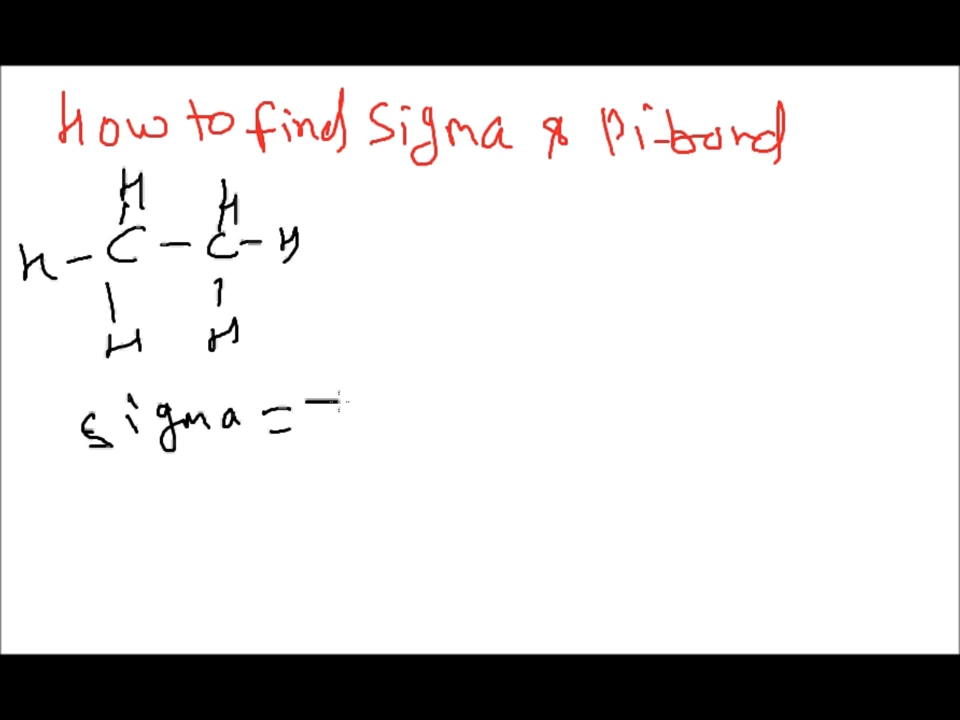 How to find Sigma & Pi-bond
H H
H - C - C - H
H H
sigma =